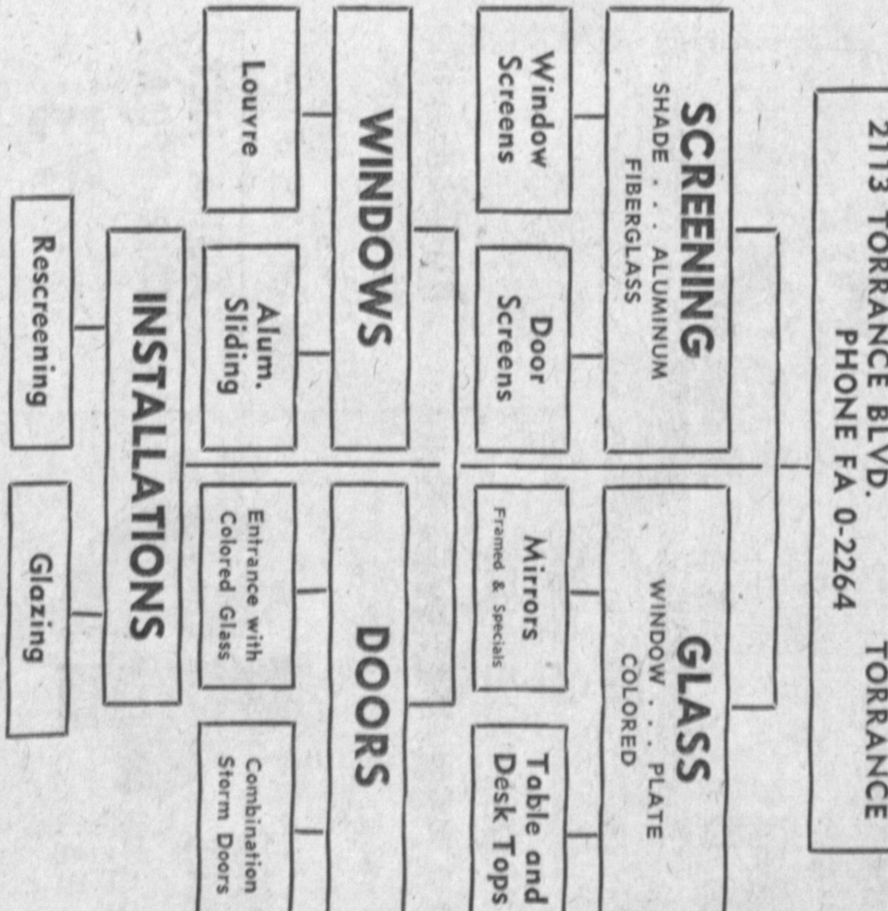 2113 TORRANCE BLVD. TORRANCE
PHONE FA 0-2264
SCREENING
SHADE . . . ALUMINUM
FIBERGLASS
GLASS
WINDOW . . . PLATE
COLORED
Window
Screens
Door
Screens
Mirrors
Framed & Specials
Table and
Desk Tops
WINDOWS
DOORS
Louvre
Alum.
Sliding
Entrance with
Colored Glass
Combination
Storm Doors
INSTALLATIONS
Rescreening
Glazing